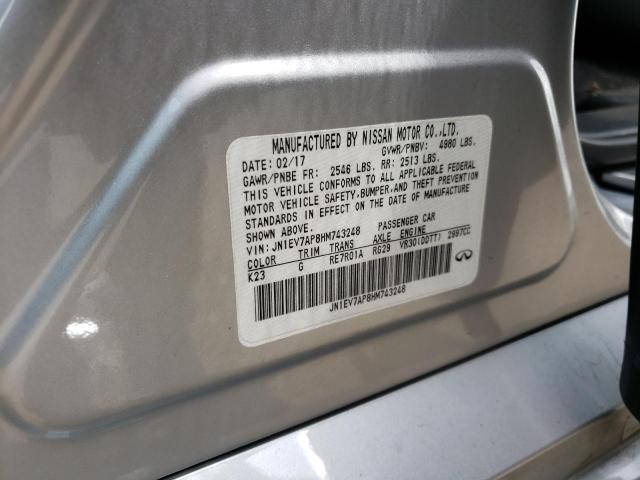 MANUFACTURED BY NISSAN MOTOR CO.,LTD.
DATE: 02/17 GVWR/PNBV: 4980 LBS.
GAWR/PNBE FR: 2546 LBS. RR: 2513 LBS.
THIS VEHICLE CONFORMS TO ALL APPLICABLE FEDERAL
MOTOR VEHICLE SAFETY,BUMPER,AND THEFT PREVENTION
STANDARDS IN EFFECT ON THE DATE OF MANUFACTURE
SHOWN ABOVE.
VIN: JN1EV7AP8HM743248 PASSENGER CAR
COLOR TRIM TRANS AXLE ENGINE
K23 G RE7R01A RG29 VR30(DDTT) 2997CC
JN1EV7AP8HM743248